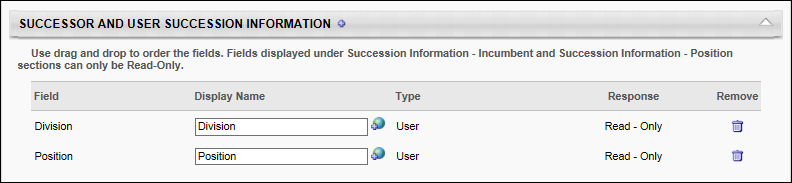 SUCCESSOR AND USER SUCCESSION INFORMATION
Use drag and drop to order the fields. Fields displayed under Succession Information - Incumbent and Succession Information - Position
sections can only be Read-Only.
Field Display Name Type Response Remove
Division Division User Read - Only
Position Position User Read - Only